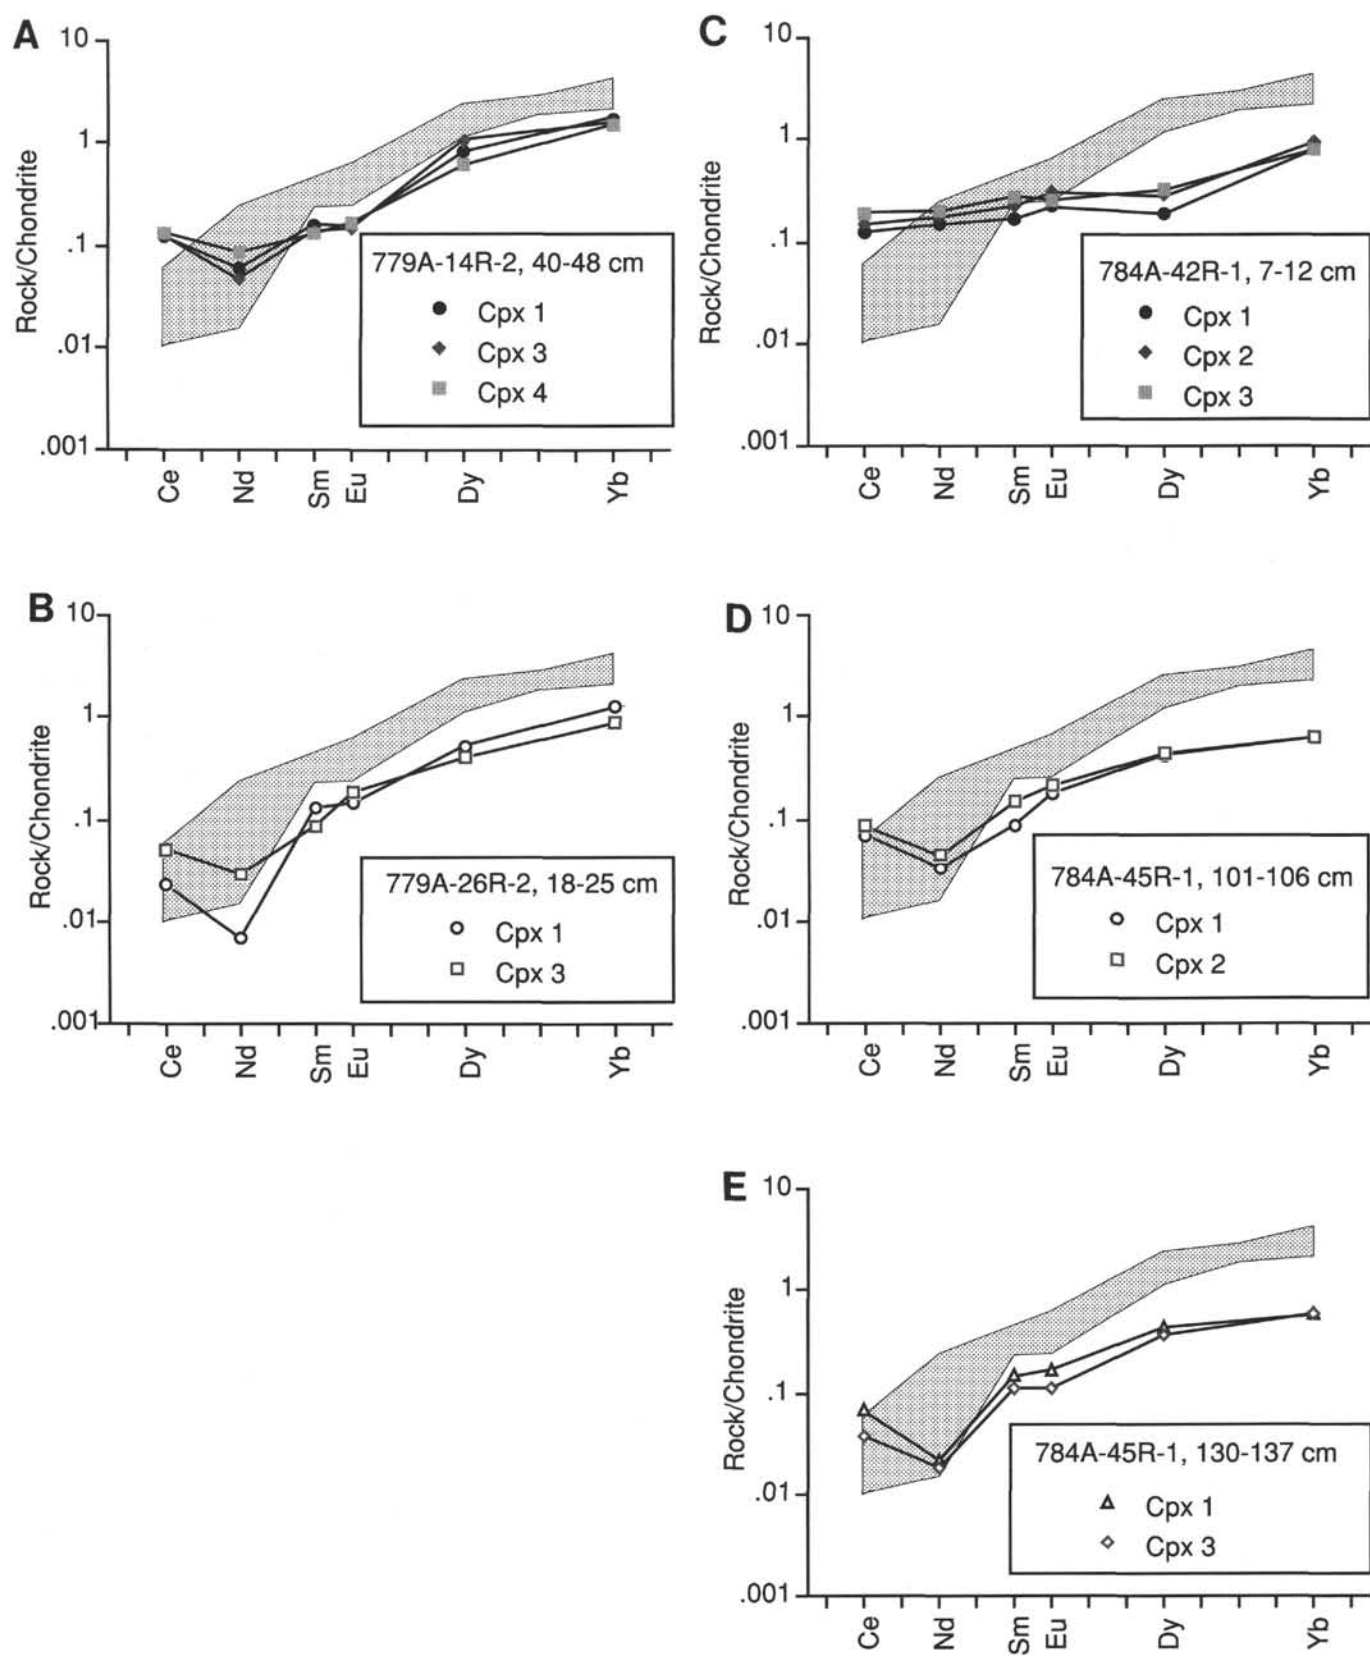 A
10
1
.1
.01
.001
Rock/Chondrite
779A-14R-2, 40-48 cm
Cpx 1
Cpx 3
Cpx 4
Ce
Nd
Sm
Eu
Dy
Yb
C
10
1
.1
.01
.001
Rock/Chondrite
784A-42R-1, 7-12 cm
Cpx 1
Cpx 2
Cpx 3
Ce
Nd
Sm
Eu
Dy
Yb
B
10
1
.1
.01
.001
Rock/Chondrite
779A-26R-2, 18-25 cm
Cpx 1
Cpx 3
Ce
Nd
Sm
Eu
Dy
Yb
D
10
1
.1
.01
.001
Rock/Chondrite
784A-45R-1, 101-106 cm
Cpx 1
Cpx 2
Ce
Nd
Sm
Eu
Dy
Yb
E
10
1
.1
.01
.001
Rock/Chondrite
784A-45R-1, 130-137 cm
Cpx 1
Cpx 3
Ce
Nd
Sm
Eu
Dy
Yb